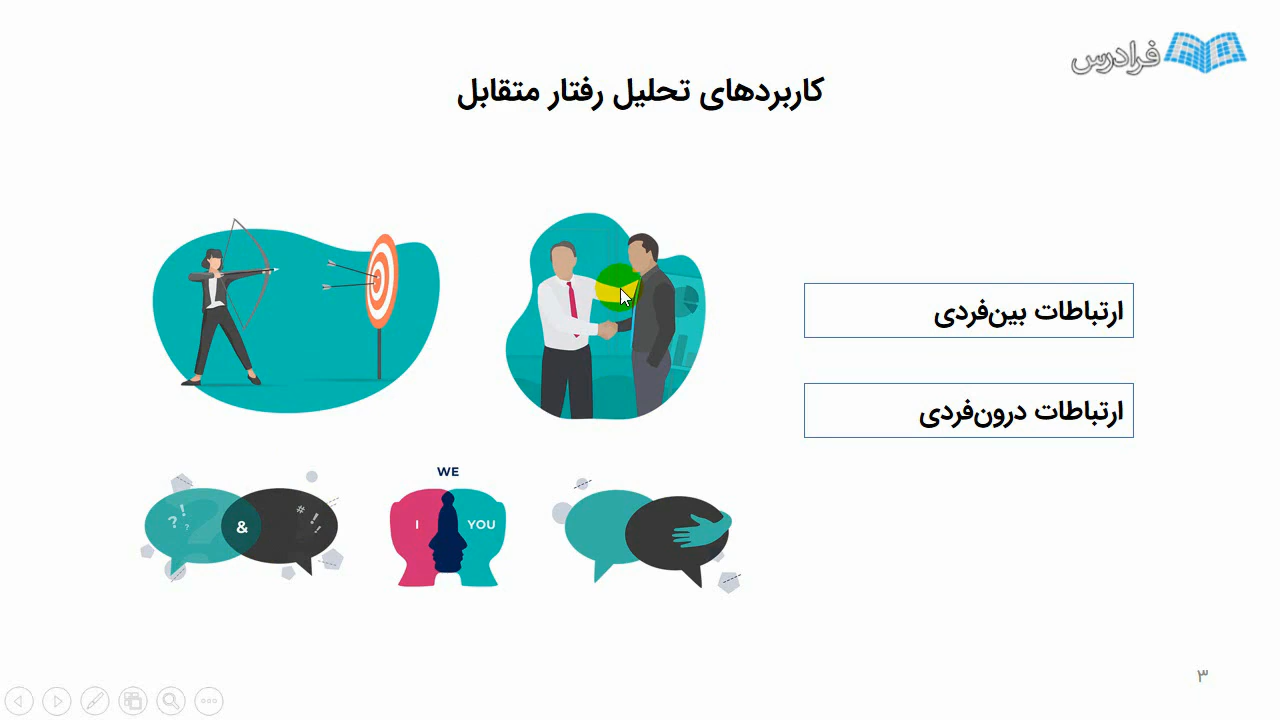 فرادرس
کاربردهای تحلیل رفتار متقابل
ارتباطات بین‌فردی
ارتباطات درون‌فردی
WE
I
YOU
?!
?
&
#
!
۳